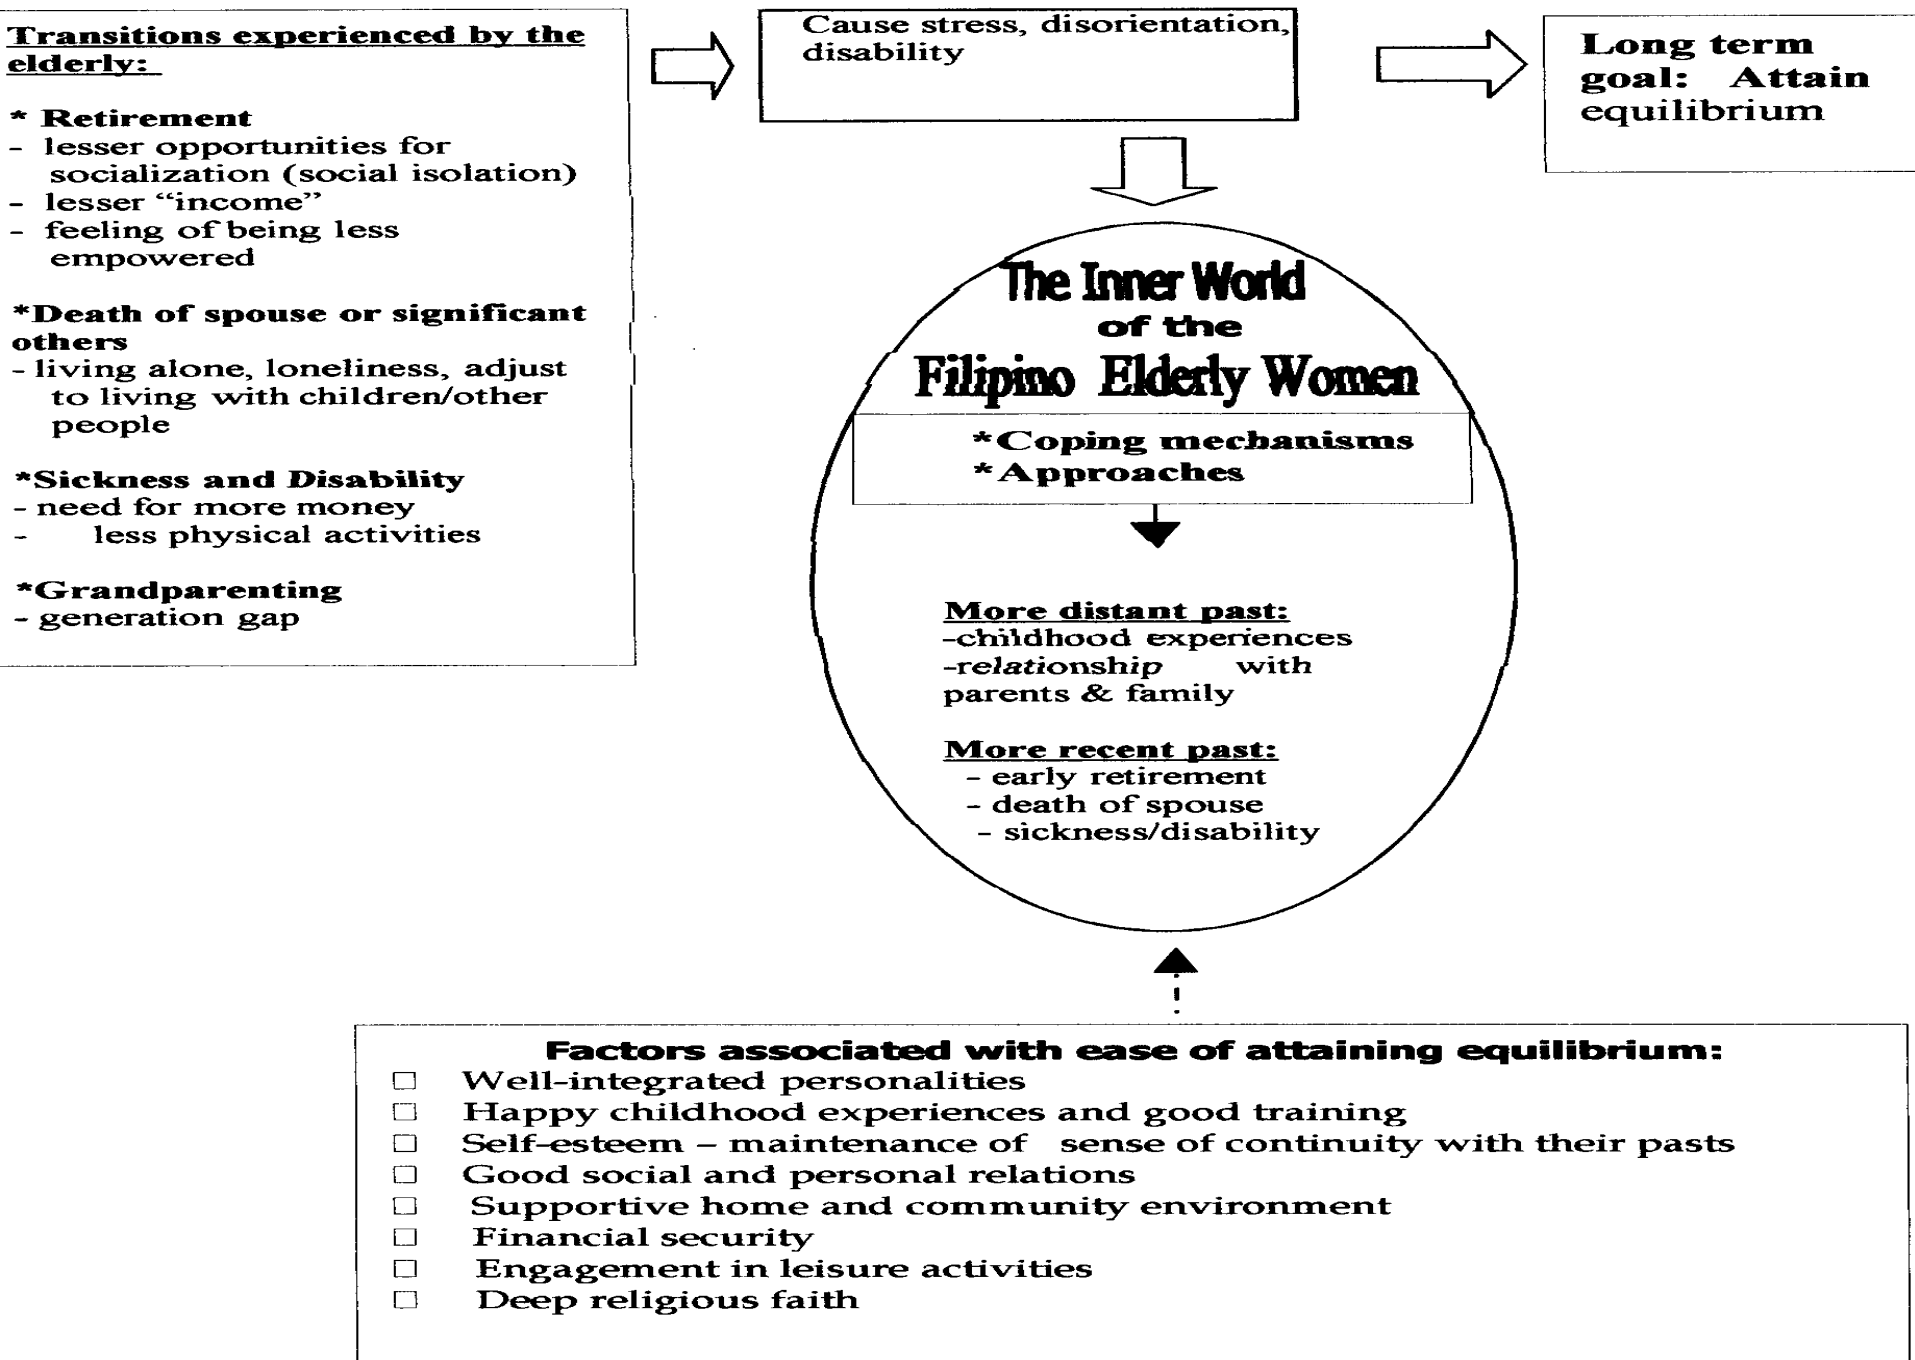 Transitions experienced by the
elderly:
* Retirement
- lesser opportunities for
socialization (social isolation)
- lesser “income”
- feeling of being less
empowered
*Death of spouse or significant
others
- living alone, loneliness, adjust
to living with children/other
people
*Sickness and Disability
- need for more money
- less physical activities
*Grandparenting
- generation gap
Cause stress, disorientation,
disability
Long term
goal: Attain
equilibrium
The Inner World
of the
Filipino Elderly Women
*Coping mechanisms
*Approaches
More distant past:
-childhood experiences
-relationship with
parents & family
More recent past:
- early retirement
- death of spouse
- sickness/disability
Factors associated with ease of attaining equilibrium:
☐ Well-integrated personalities
☐ Happy childhood experiences and good training
☐ Self-esteem – maintenance of sense of continuity with their pasts
☐ Good social and personal relations
☐ Supportive home and community environment
☐ Financial security
☐ Engagement in leisure activities
☐ Deep religious faith